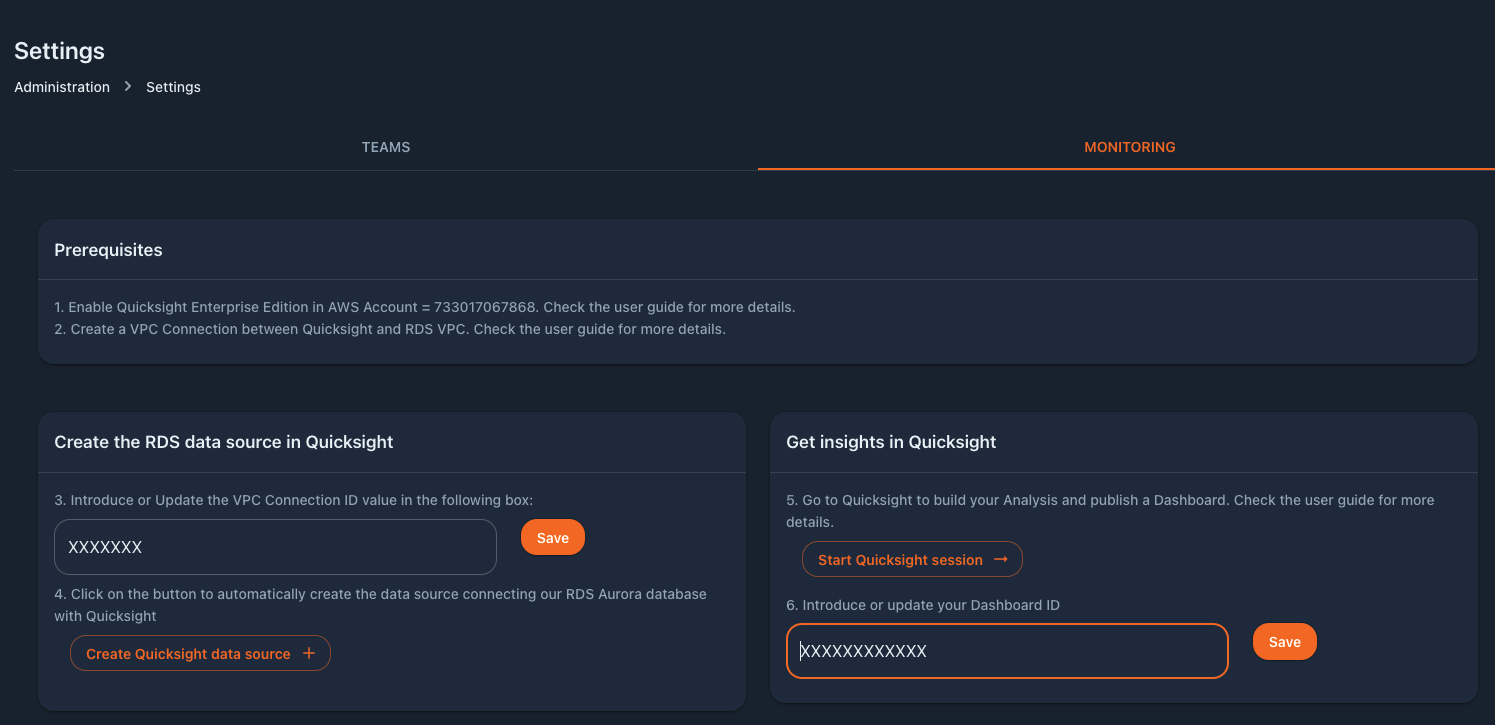 Settings
Administration > Settings
TEAMS
MONITORING
Prerequisites
1. Enable Quicksight Enterprise Edition in AWS Account = 733017067868. Check the user guide for more details.
2. Create a VPC Connection between Quicksight and RDS VPC. Check the user guide for more details.
Create the RDS data source in Quicksight
3. Introduce or Update the VPC Connection ID value in the following box:
XXXXXXX
Save
4. Click on the button to automatically create the data source connecting our RDS Aurora database
with Quicksight
Create Quicksight data source +
Get insights in Quicksight
5. Go to Quicksight to build your Analysis and publish a Dashboard. Check the user guide for more
details.
Start Quicksight session →
6. Introduce or update your Dashboard ID
XXXXXXXXXXXX
Save